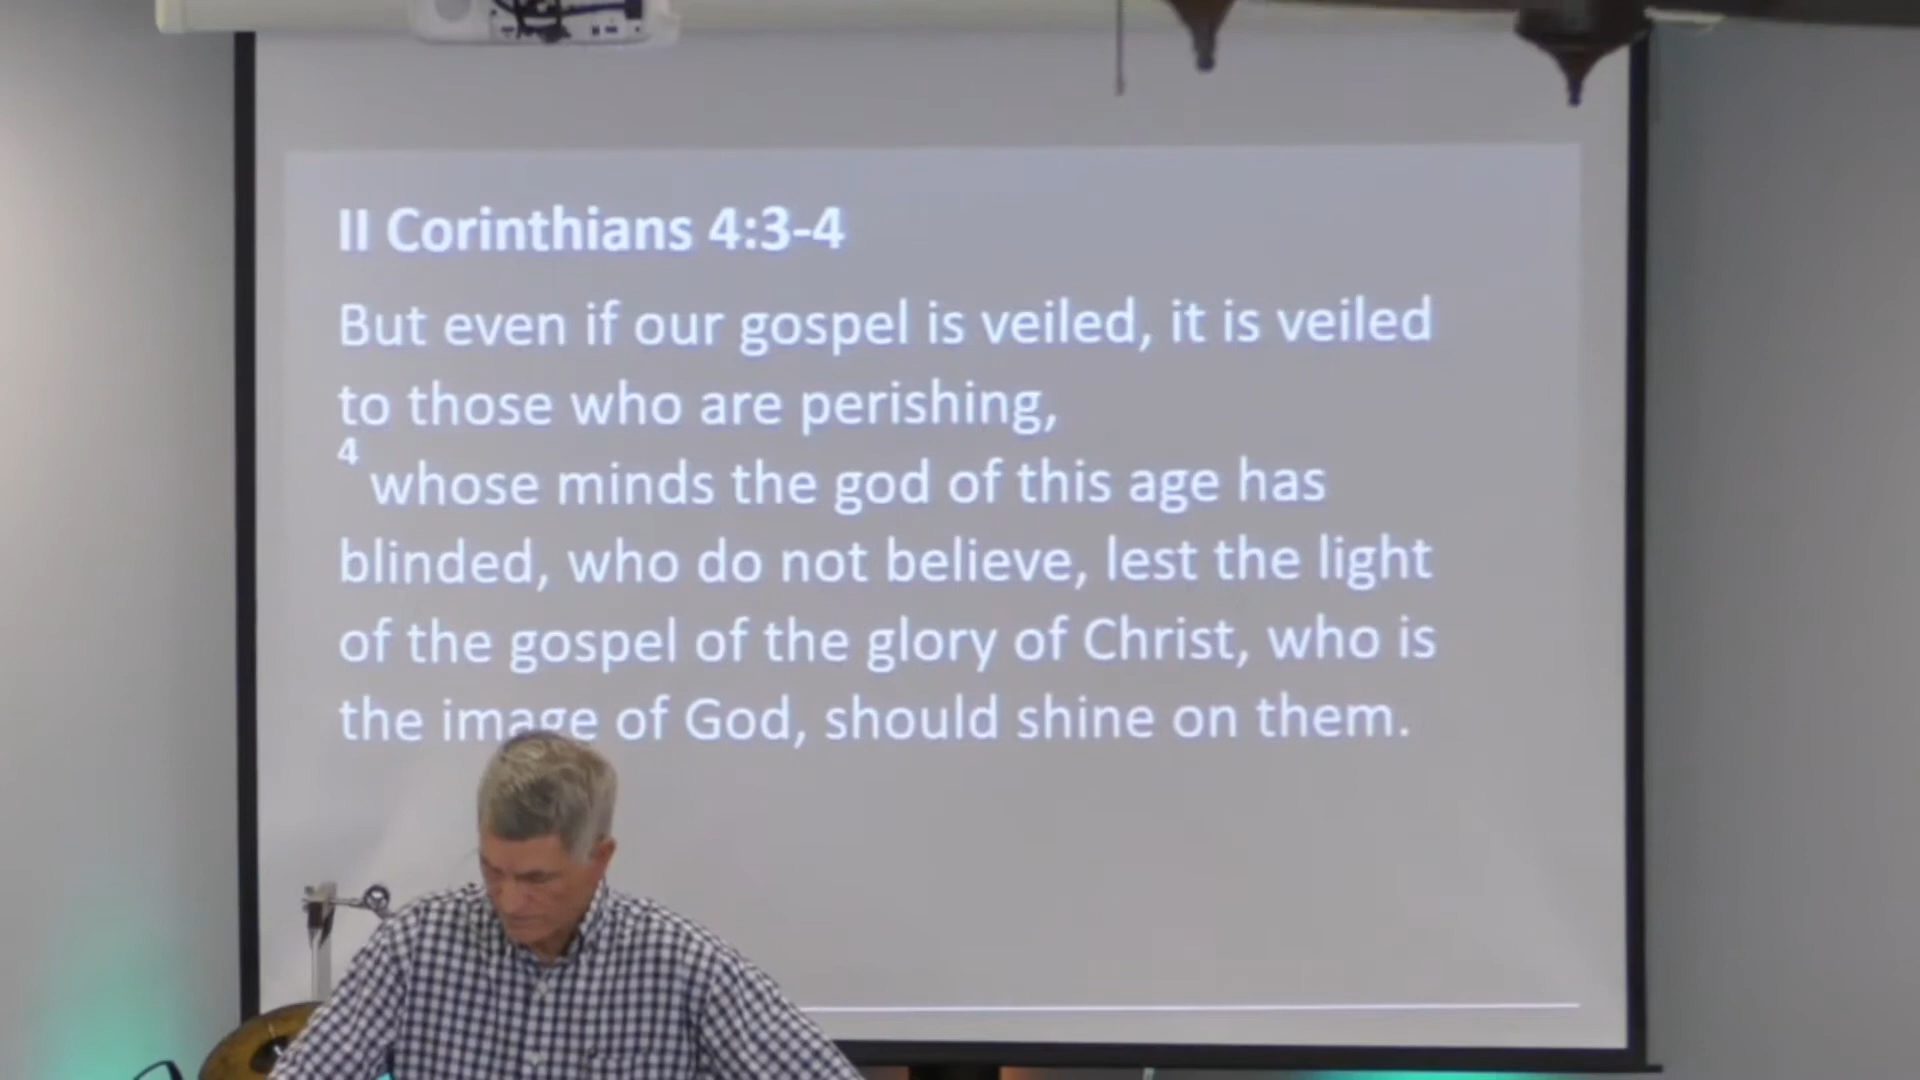 II Corinthians 4:3-4
But even if our gospel is veiled, it is veiled
to those who are perishing,
4 whose minds the god of this age has
blinded, who do not believe, lest the light
of the gospel of the glory of Christ, who is
the image of God, should shine on them.